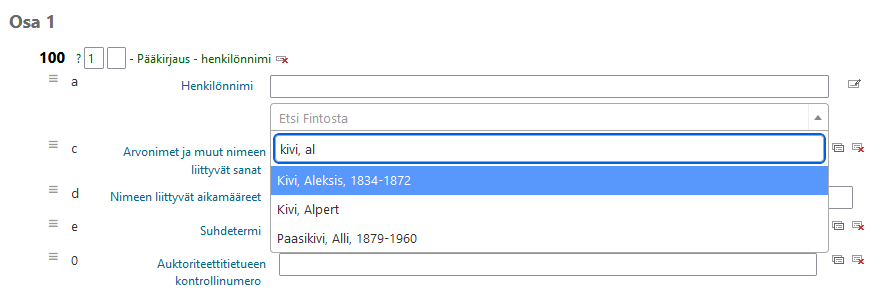 Osa 1
100 ? 1 - Pääkirjaus - henkilönnimi
a Henkilönnimi
Etsi Fintosta
kivi, al
c Arvonimet ja muut nimeen
liittyvät sanat
Kivi, Aleksis, 1834-1872
d Nimeen liittyvät aikamääreet
Kivi, Alpert
e Suhdetermi
Paasikivi, Alli, 1879-1960
0 Auktoriteettitietueen
kontrollinumero